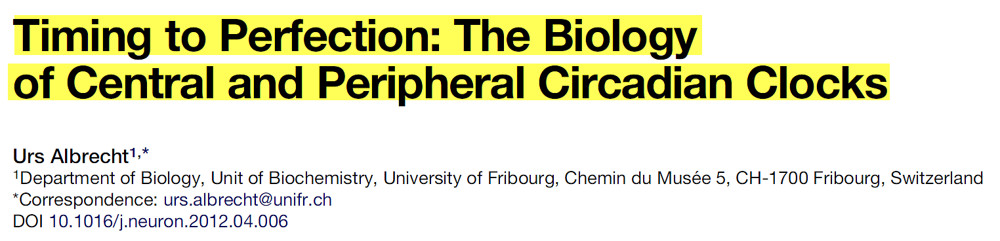 Timing to Perfection: The Biology
of Central and Peripheral Circadian Clocks
Urs Albrecht¹,*
¹Department of Biology, Unit of Biochemistry, University of Fribourg, Chemin du Musée 5, CH-1700 Fribourg, Switzerland
*Correspondence: urs.albrecht@unifr.ch
DOI 10.1016/j.neuron.2012.04.006